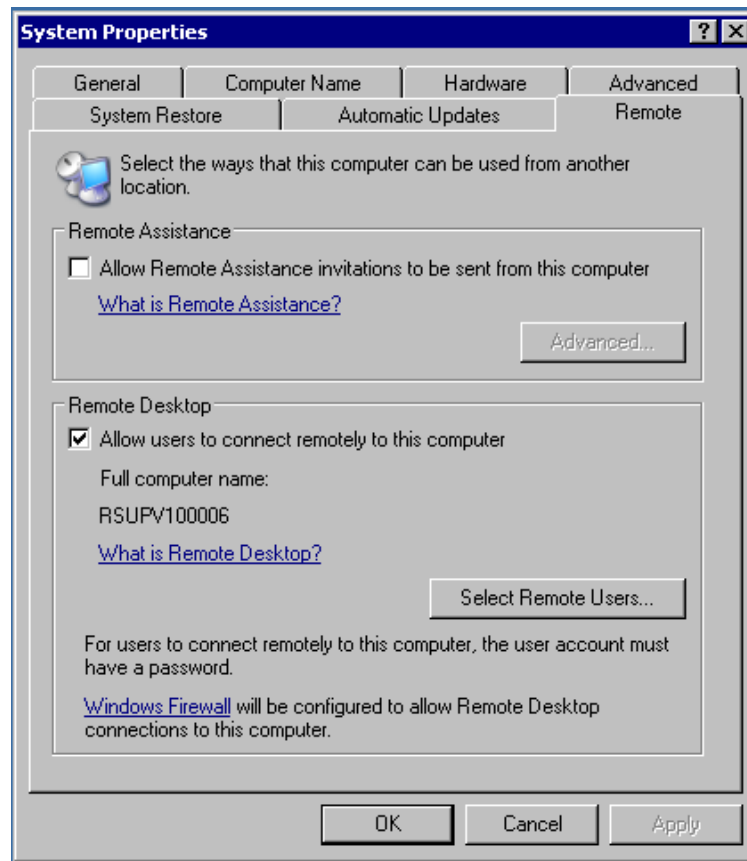 System Properties
General Computer Name Hardware Advanced
System Restore Automatic Updates Remote
Select the ways that this computer can be used from another
location.
Remote Assistance
Allow Remote Assistance invitations to be sent from this computer
What is Remote Assistance?
Advanced...
Remote Desktop
Allow users to connect remotely to this computer
Full computer name:
RSUPV100006
What is Remote Desktop?
Select Remote Users...
For users to connect remotely to this computer, the user account must
have a password.
Windows Firewall will be configured to allow Remote Desktop
connections to this computer.
OK Cancel Apply